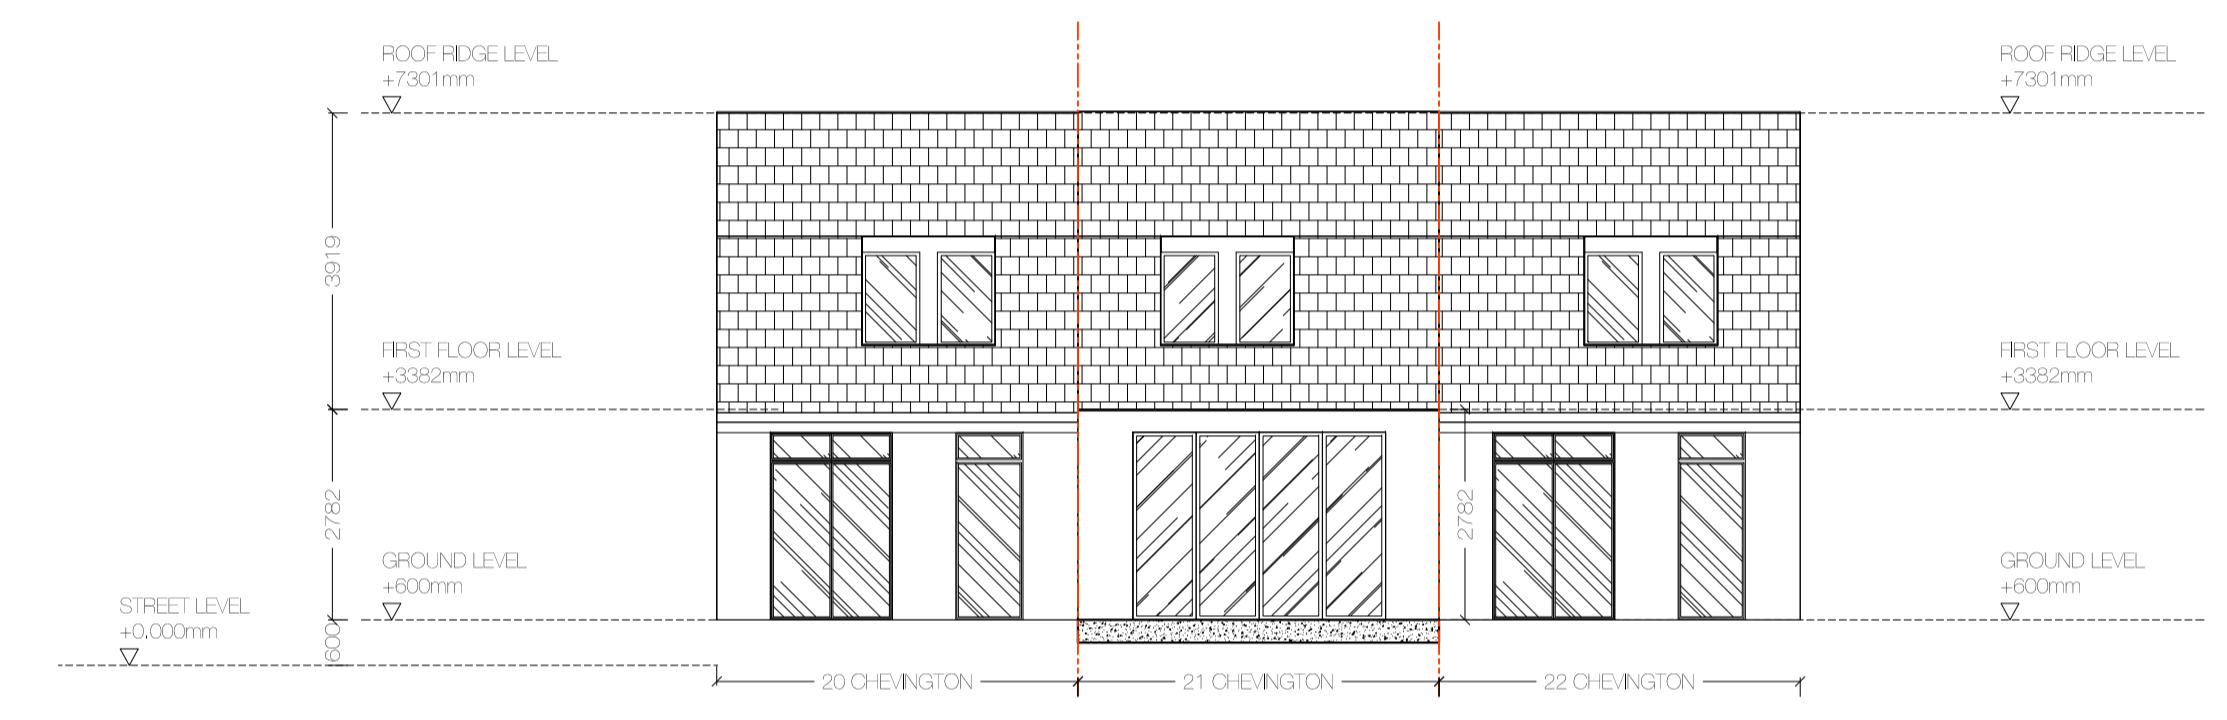 ROOF RIDGE LEVEL
+7301mm
ROOF RIDGE LEVEL
+7301mm
3919
FIRST FLOOR LEVEL
+3382mm
FIRST FLOOR LEVEL
+3382mm
2782
2782
GROUND LEVEL
+600mm
GROUND LEVEL
+600mm
STREET LEVEL
+0.000mm
600
20 CHEVINGTON
21 CHEVINGTON
22 CHEVINGTON